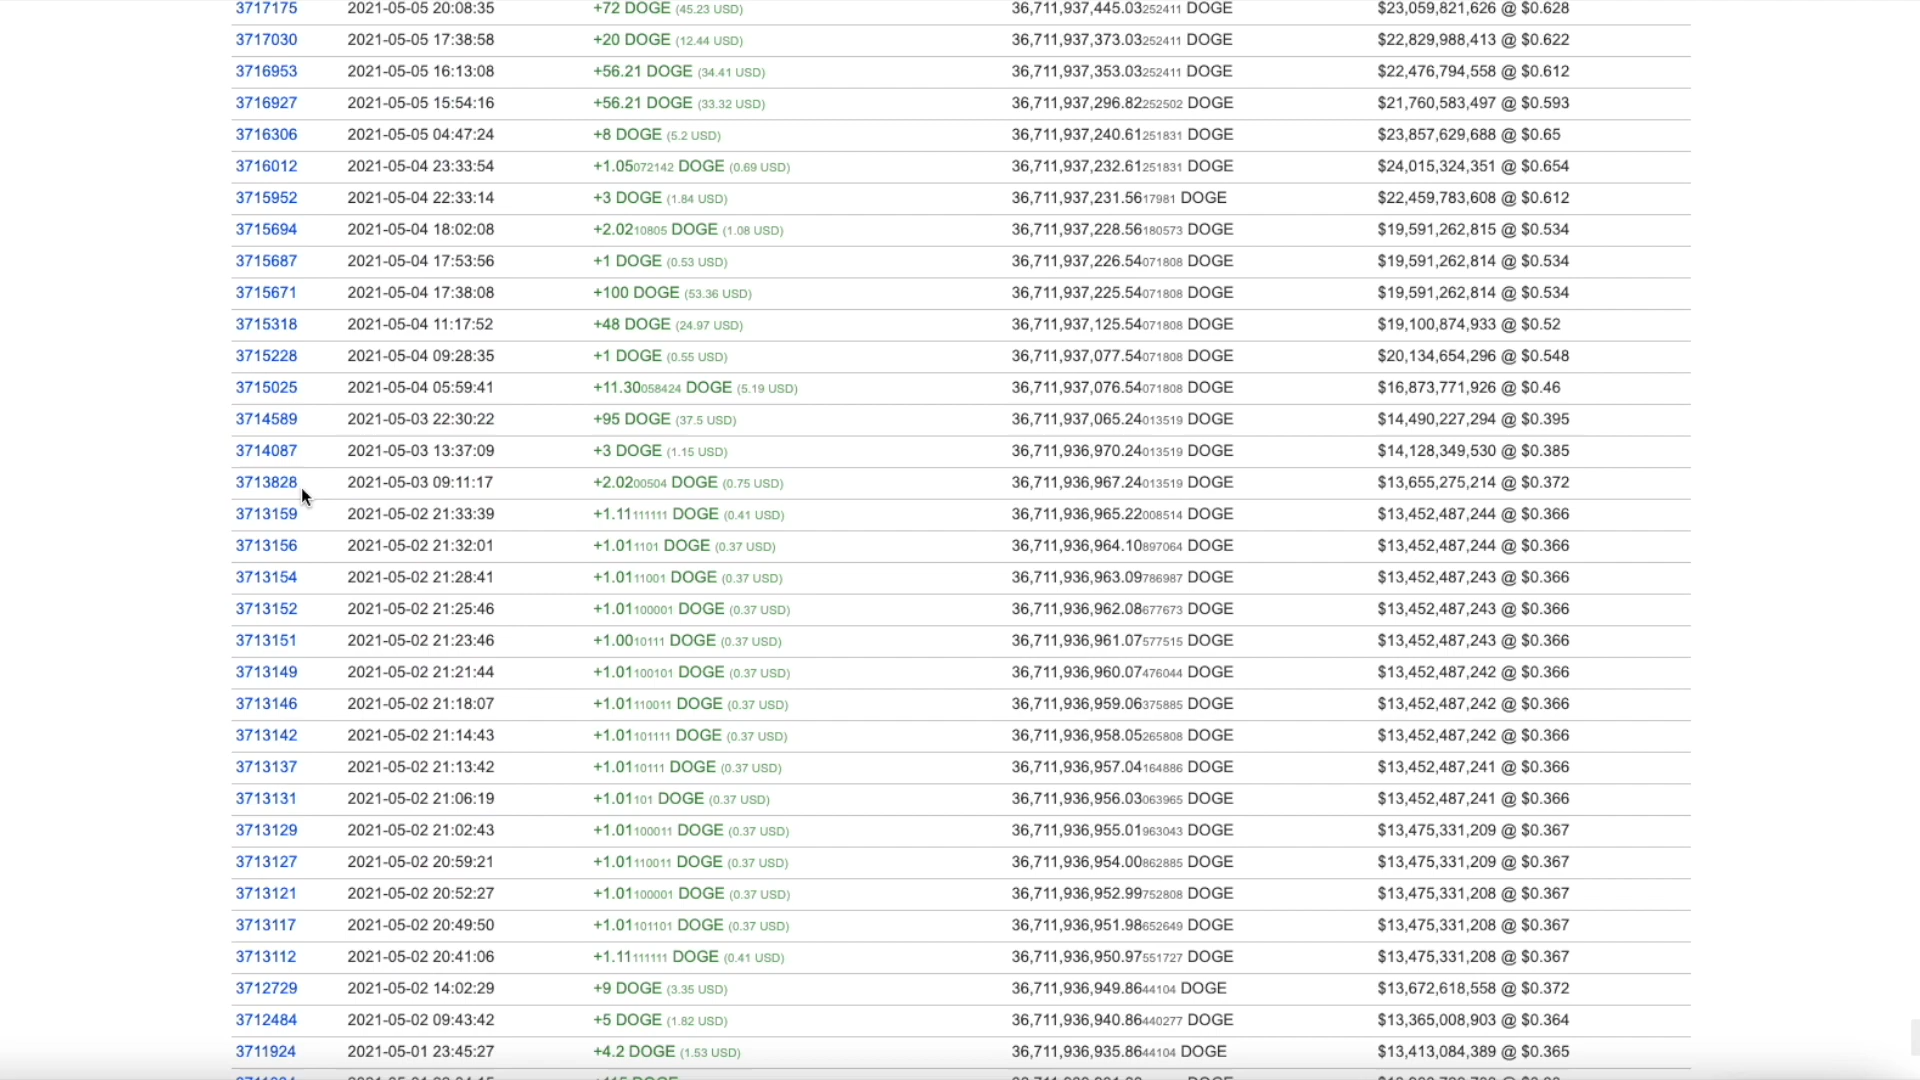 3717175 2021-05-05 20:08:35 +72 DOGE (45.23 USD) 36,711,937,445.03252411 DOGE $23,059,821,626 @ $0.628
3717030 2021-05-05 17:38:58 +20 DOGE (12.44 USD) 36,711,937,373.03252411 DOGE $22,829,988,413 @ $0.622
3716953 2021-05-05 16:13:08 +56.21 DOGE (34.41 USD) 36,711,937,353.03252411 DOGE $22,476,794,558 @ $0.612
3716927 2021-05-05 15:54:16 +56.21 DOGE (33.32 USD) 36,711,937,296.82252502 DOGE $21,760,583,497 @ $0.593
3716306 2021-05-05 04:47:24 +8 DOGE (5.2 USD) 36,711,937,240.61251831 DOGE $23,857,629,688 @ $0.65
3716012 2021-05-04 23:33:54 +1.05072142 DOGE (0.69 USD) 36,711,937,232.61251831 DOGE $24,015,324,351 @ $0.654
3715952 2021-05-04 22:33:14 +3 DOGE (1.84 USD) 36,711,937,231.5617981 DOGE $22,459,783,608 @ $0.612
3715694 2021-05-04 18:02:08 +2.0210805 DOGE (1.08 USD) 36,711,937,228.56180573 DOGE $19,591,262,815 @ $0.534
3715687 2021-05-04 17:53:56 +1 DOGE (0.53 USD) 36,711,937,226.54071808 DOGE $19,591,262,814 @ $0.534
3715671 2021-05-04 17:38:08 +100 DOGE (53.36 USD) 36,711,937,225.54071808 DOGE $19,591,262,814 @ $0.534
3715318 2021-05-04 11:17:52 +48 DOGE (24.97 USD) 36,711,937,125.54071808 DOGE $19,100,874,933 @ $0.52
3715228 2021-05-04 09:28:35 +1 DOGE (0.55 USD) 36,711,937,077.54071808 DOGE $20,134,654,296 @ $0.548
3715025 2021-05-04 05:59:41 +11.30058424 DOGE (5.19 USD) 36,711,937,076.54071808 DOGE $16,873,771,926 @ $0.46
3714589 2021-05-03 22:30:22 +95 DOGE (37.5 USD) 36,711,937,065.24013519 DOGE $14,490,227,294 @ $0.395
3714087 2021-05-03 13:37:09 +3 DOGE (1.15 USD) 36,711,936,970.24013519 DOGE $14,128,349,530 @ $0.385
3713828 2021-05-03 09:11:17 +2.0200504 DOGE (0.75 USD) 36,711,936,967.24013519 DOGE $13,655,275,214 @ $0.372
3713159 2021-05-02 21:33:39 +1.11111111 DOGE (0.41 USD) 36,711,936,965.22008514 DOGE $13,452,487,244 @ $0.366
3713156 2021-05-02 21:32:01 +1.011101 DOGE (0.37 USD) 36,711,936,964.10897064 DOGE $13,452,487,244 @ $0.366
3713154 2021-05-02 21:28:41 +1.0111001 DOGE (0.37 USD) 36,711,936,963.09786987 DOGE $13,452,487,243 @ $0.366
3713152 2021-05-02 21:25:46 +1.01100001 DOGE (0.37 USD) 36,711,936,962.08677673 DOGE $13,452,487,243 @ $0.366
3713151 2021-05-02 21:23:46 +1.0010111 DOGE (0.37 USD) 36,711,936,961.07577515 DOGE $13,452,487,243 @ $0.366
3713149 2021-05-02 21:21:44 +1.01100101 DOGE (0.37 USD) 36,711,936,960.07476044 DOGE $13,452,487,242 @ $0.366
3713146 2021-05-02 21:18:07 +1.01110011 DOGE (0.37 USD) 36,711,936,959.06375885 DOGE $13,452,487,242 @ $0.366
3713142 2021-05-02 21:14:43 +1.01101111 DOGE (0.37 USD) 36,711,936,958.05265808 DOGE $13,452,487,242 @ $0.366
3713137 2021-05-02 21:13:42 +1.0110111 DOGE (0.37 USD) 36,711,936,957.04164886 DOGE $13,452,487,241 @ $0.366
3713131 2021-05-02 21:06:19 +1.01101 DOGE (0.37 USD) 36,711,936,956.03063965 DOGE $13,452,487,241 @ $0.366
3713129 2021-05-02 21:02:43 +1.01100011 DOGE (0.37 USD) 36,711,936,955.01963043 DOGE $13,475,331,209 @ $0.367
3713127 2021-05-02 20:59:21 +1.01110011 DOGE (0.37 USD) 36,711,936,954.00862885 DOGE $13,475,331,209 @ $0.367
3713121 2021-05-02 20:52:27 +1.01100001 DOGE (0.37 USD) 36,711,936,952.99752808 DOGE $13,475,331,208 @ $0.367
3713117 2021-05-02 20:49:50 +1.01101101 DOGE (0.37 USD) 36,711,936,951.98652649 DOGE $13,475,331,208 @ $0.367
3713112 2021-05-02 20:41:06 +1.11111111 DOGE (0.41 USD) 36,711,936,950.97551727 DOGE $13,475,331,208 @ $0.367
3712729 2021-05-02 14:02:29 +9 DOGE (3.35 USD) 36,711,936,949.8644104 DOGE $13,672,618,558 @ $0.372
3712484 2021-05-02 09:43:42 +5 DOGE (1.82 USD) 36,711,936,940.86440277 DOGE $13,365,008,903 @ $0.364
3711924 2021-05-01 23:45:27 +4.2 DOGE (1.53 USD) 36,711,936,935.8644104 DOGE $13,413,084,389 @ $0.365